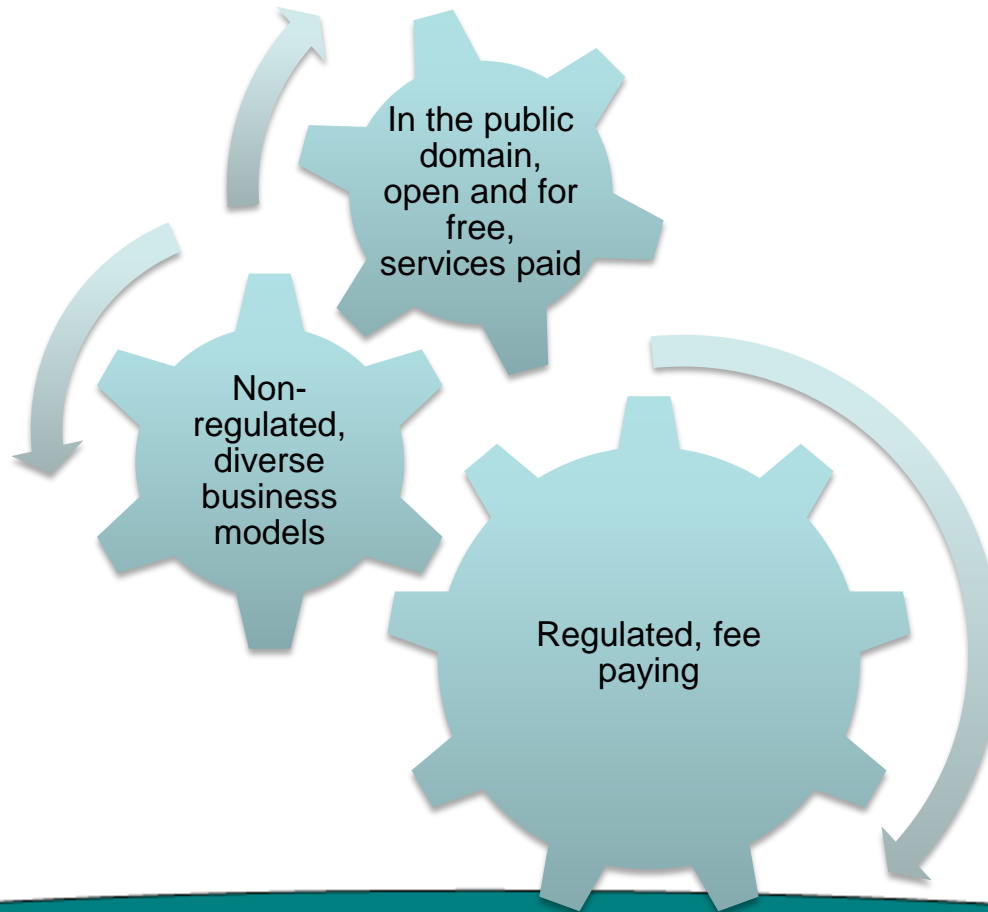 In the public
domain,
open and for
free,
services paid
Non-
regulated,
diverse
business
models
Regulated, fee
paying